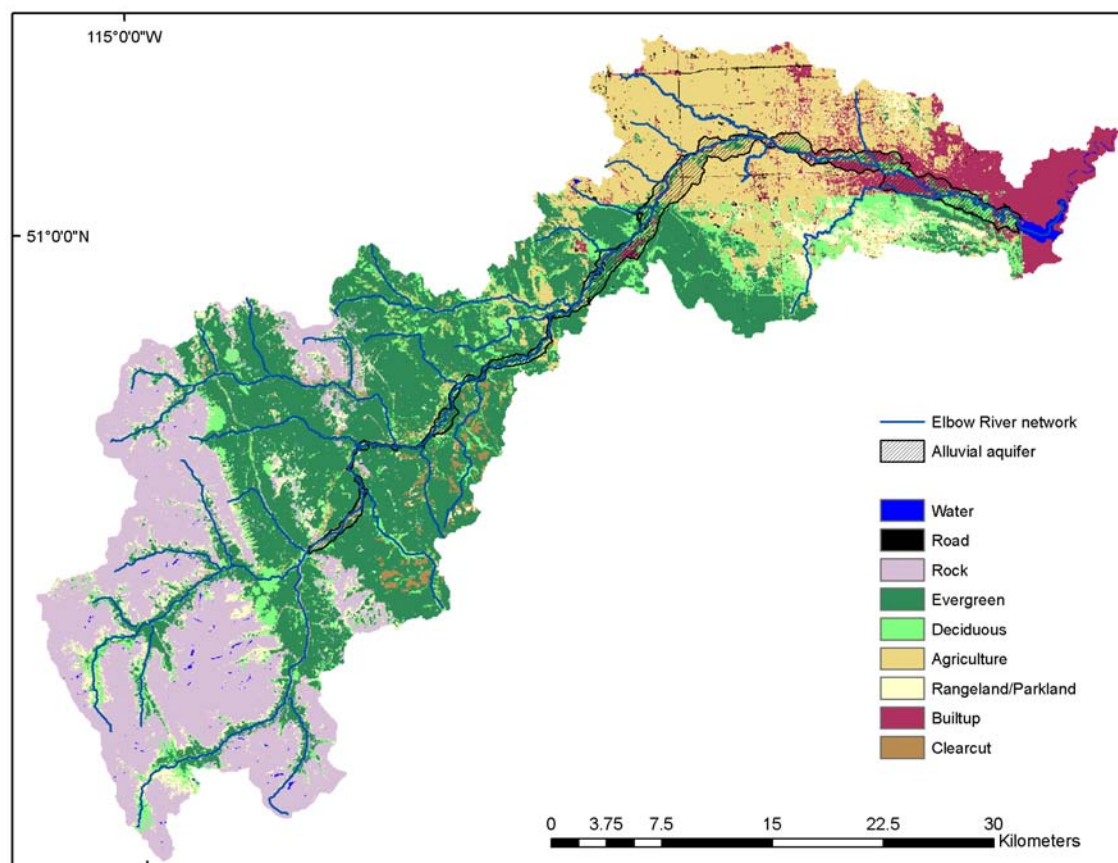 115°0'0"W
51°0'0"N
Elbow River network
Alluvial aquifer
Water
Road
Rock
Evergreen
Deciduous
Agriculture
Rangeland/Parkland
Builtup
Clearcut
0 3.75 7.5 15 22.5 30
Kilometers